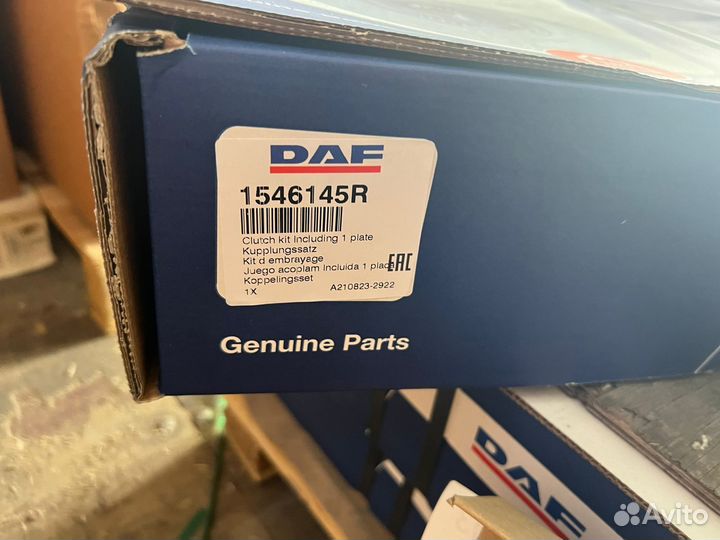 DAF
1546145R
Clutch kit Including 1 plate
Kupplungssatz
Kit d embrayage
Juego acoplam Incluida 1 place
Koppelingsset
1X A210823-2922
EAC
Genuine Parts
DAF
Avito